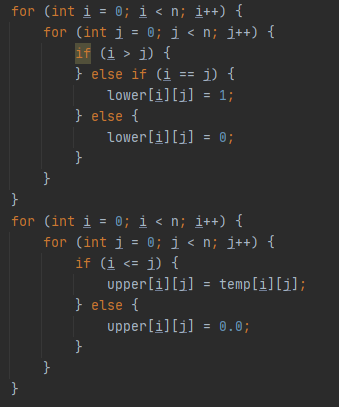 for (int i = 0; i < n; i++) {
    for (int j = 0; j < n; j++) {
        if (i > j) {
        } else if (i == j) {
            lower[i][j] = 1;
        } else {
            lower[i][j] = 0;
        }
    }
}
for (int i = 0; i < n; i++) {
    for (int j = 0; j < n; j++) {
        if (i <= j) {
            upper[i][j] = temp[i][j];
        } else {
            upper[i][j] = 0.0;
        }
    }
}